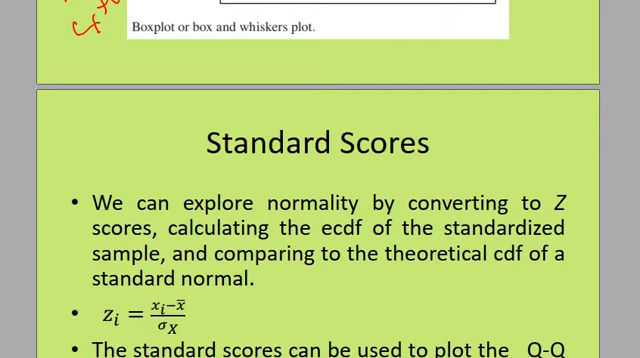 Boxplot or box and whiskers plot.
Standard Scores
• We can explore normality by converting to Z
scores, calculating the ecdf of the standardized
sample, and comparing to the theoretical cdf of a
standard normal.
• z_i = (x_i − x̄)/σ_X
• The standard scores can be used to plot the Q-Q